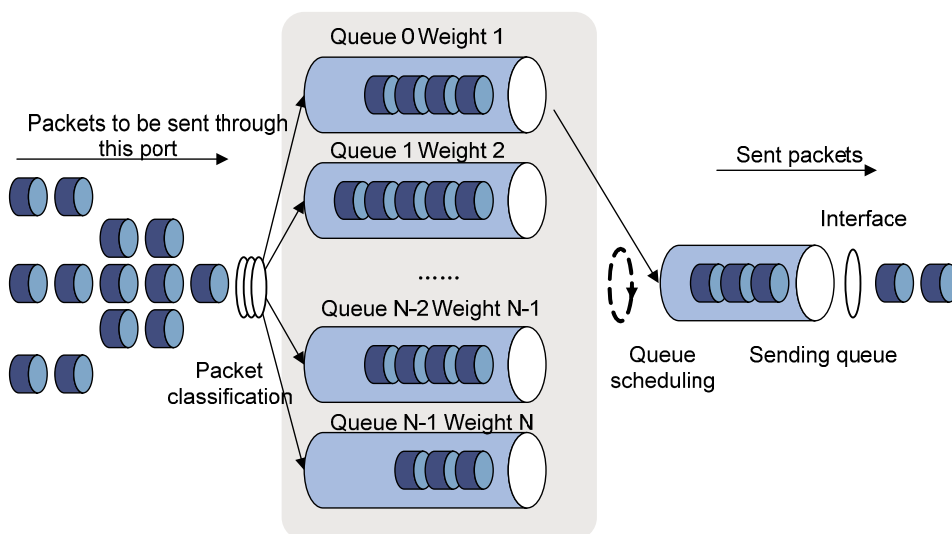 Queue 0 Weight 1
Packets to be sent through
this port
Queue 1 Weight 2
Sent packets
Interface
......
Queue N-2 Weight N-1
Queue
scheduling
Sending queue
Packet
classification
Queue N-1 Weight N